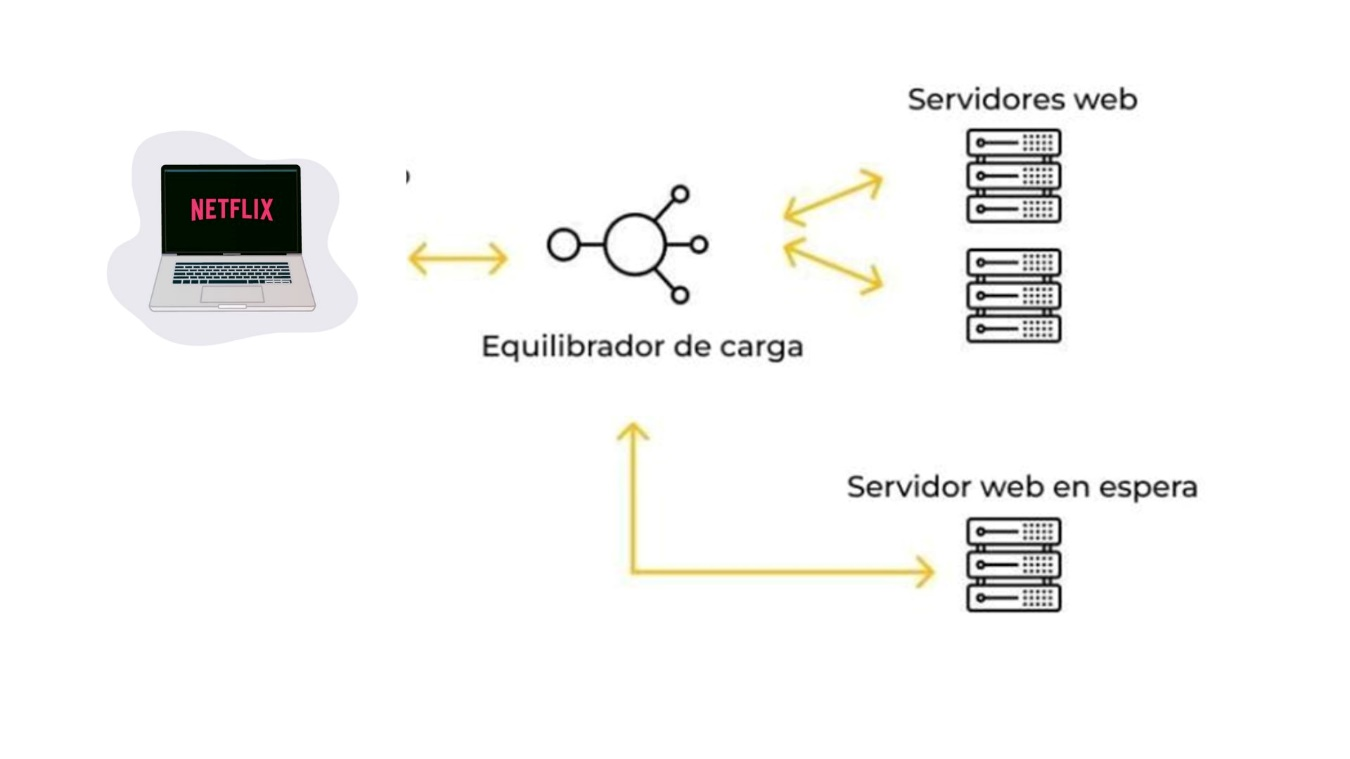 Servidores web
NETFLIX
Equilibrador de carga
Servidor web en espera